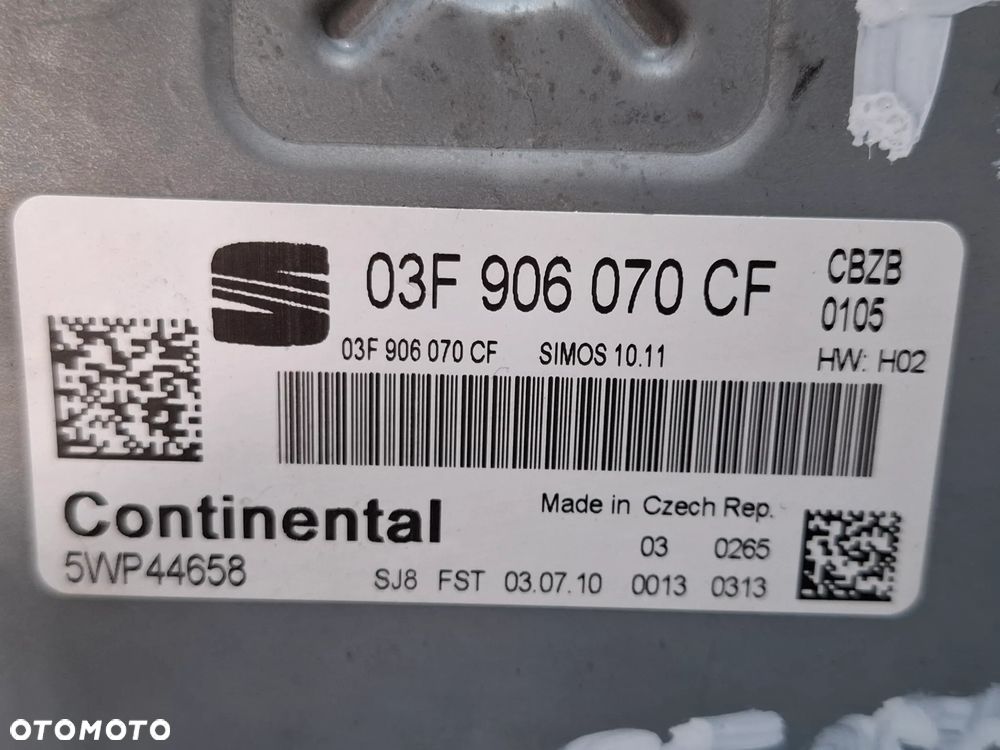 03F 906 070 CF
CBZB
0105
03F 906 070 CF SIMOS 10.11
HW: H02
Continental
Made in Czech Rep.
5WP44658
03 0265
SJ8 FST 03.07.10 0013 0313
OTOMOTO